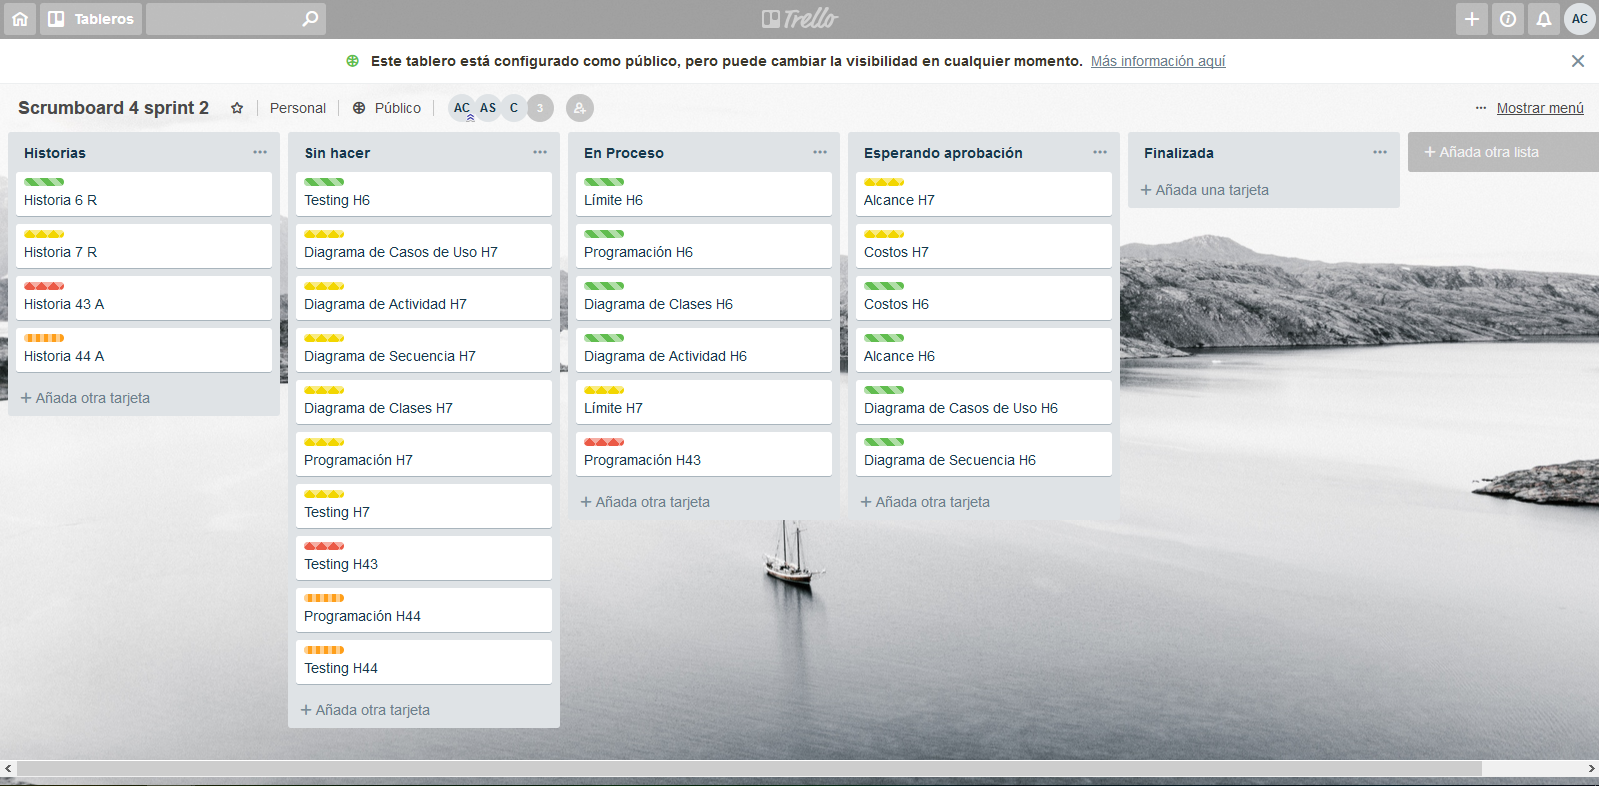 Tableros
Trello
AC
Este tablero está configurado como público, pero puede cambiar la visibilidad en cualquier momento. Más información aquí
Scrumboard 4 sprint 2
Personal
Público
AC AS C 3
Mostrar menú
Historias
Historia 6 R
Historia 7 R
Historia 43 A
Historia 44 A
+ Añada otra tarjeta
Sin hacer
Testing H6
Diagrama de Casos de Uso H7
Diagrama de Actividad H7
Diagrama de Secuencia H7
Diagrama de Clases H7
Programación H7
Testing H7
Testing H43
Programación H44
Testing H44
+ Añada otra tarjeta
En Proceso
Límite H6
Programación H6
Diagrama de Clases H6
Diagrama de Actividad H6
Límite H7
Programación H43
+ Añada otra tarjeta
Esperando aprobación
Alcance H7
Costos H7
Costos H6
Alcance H6
Diagrama de Casos de Uso H6
Diagrama de Secuencia H6
+ Añada otra tarjeta
Finalizada
+ Añada una tarjeta
+ Añada otra lista